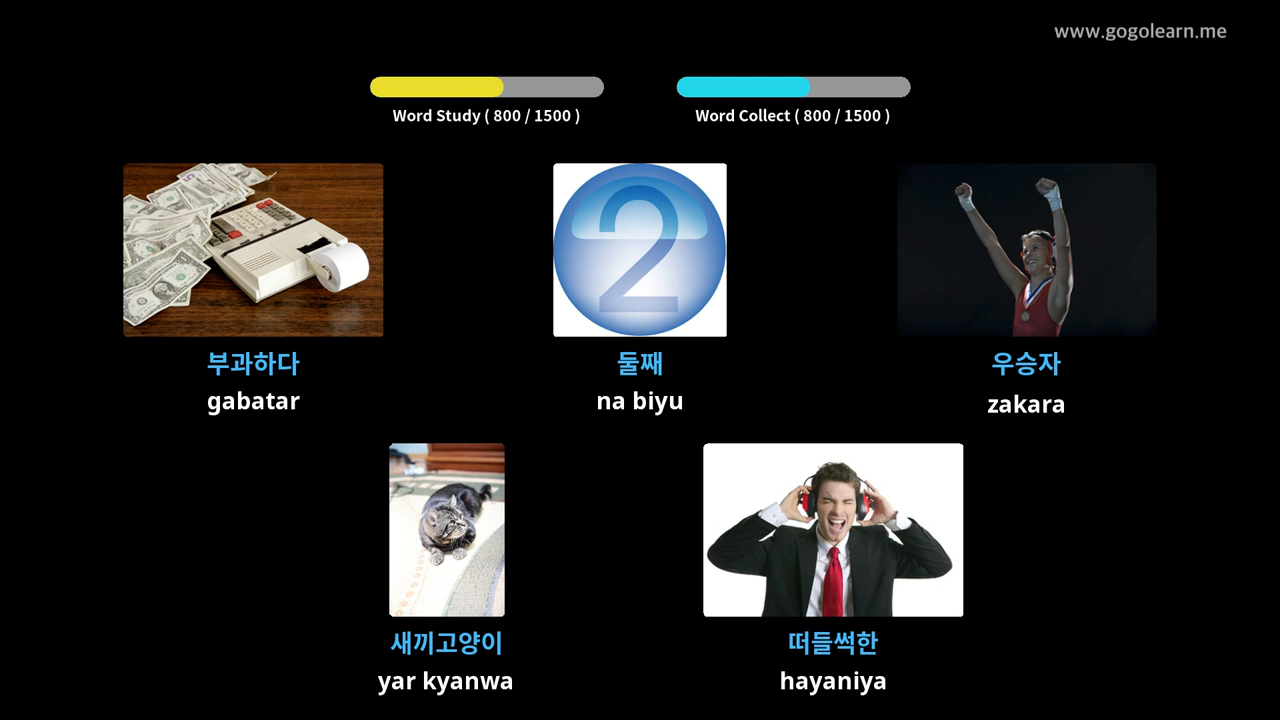 www.gogolearn.me
Word Study ( 800 / 1500 )
Word Collect ( 800 / 1500 )
2
부과하다
gabatar
둘째
na biyu
우승자
zakara
새끼고양이
yar kyanwa
떠들썩한
hayaniya